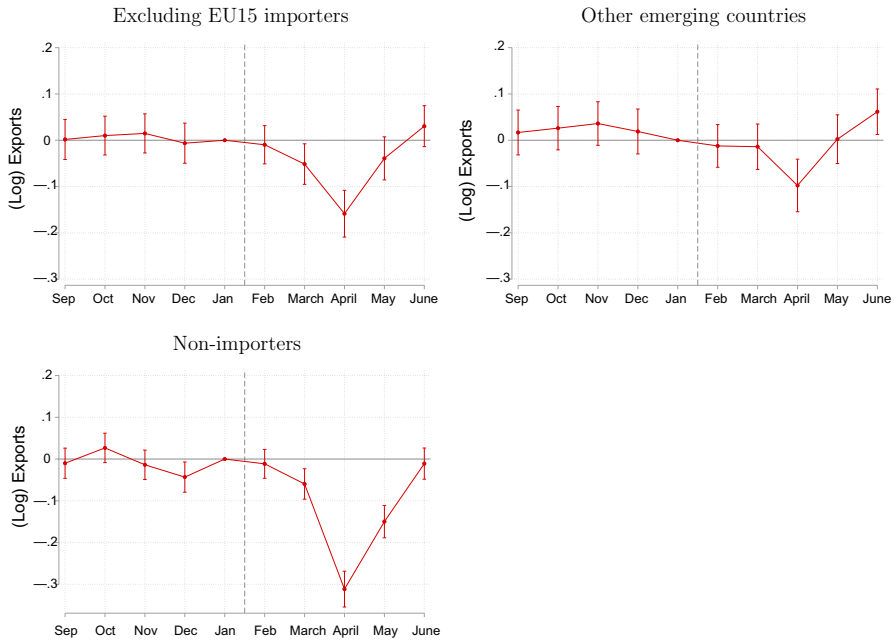 Excluding EU15 importers
.2
.1
0
—.1
—.2
—.3
(Log) Exports
Sep Oct Nov Dec Jan Feb March April May June
Other emerging countries
.2
.1
0
—.1
—.2
—.3
(Log) Exports
Sep Oct Nov Dec Jan Feb March April May June
Non-importers
.2
.1
0
—.1
—.2
—.3
(Log) Exports
Sep Oct Nov Dec Jan Feb March April May June